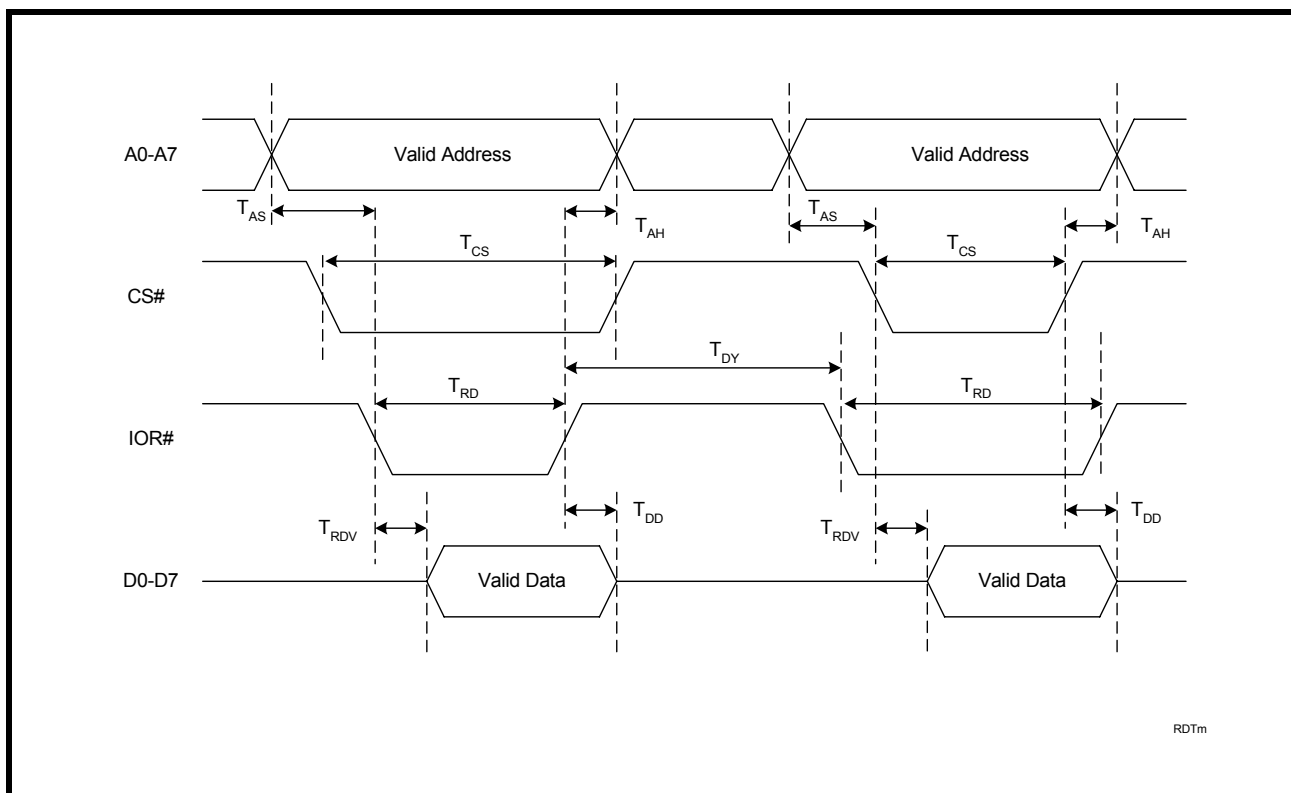 A0-A7
Valid Address
Valid Address
TAS
TAH
TAS
TAH
TCS
TCS
CS#
TDY
TRD
TRD
IOR#
TRDV
TDD
TRDV
TDD
D0-D7
Valid Data
Valid Data
RDTm